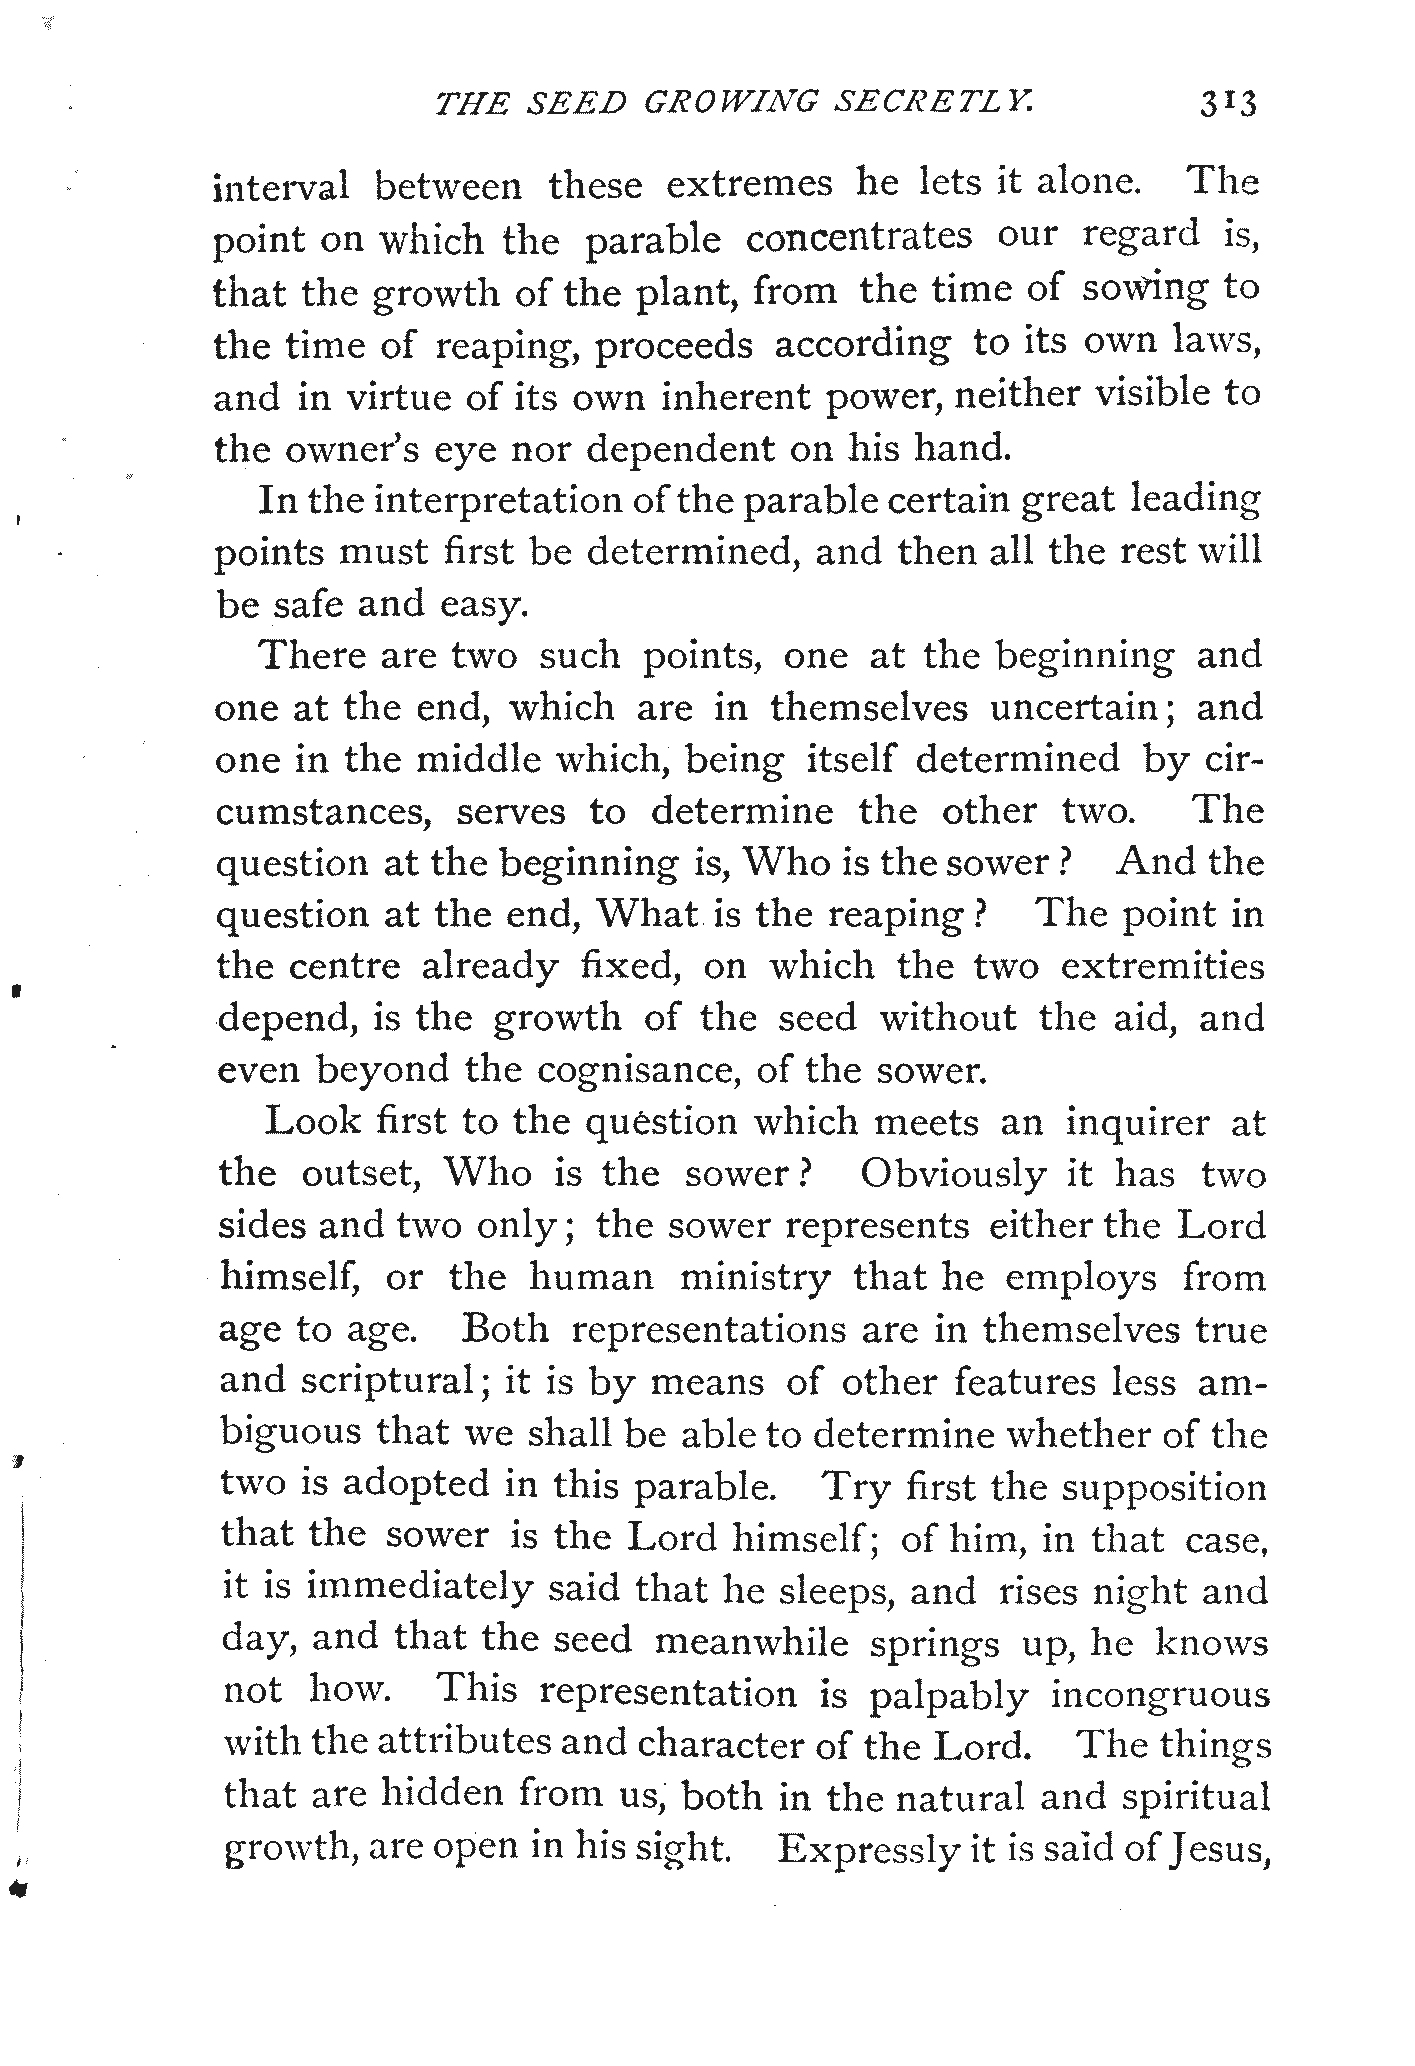 THE SEED GROWING SECRETLY. 313
interval between these extremes he lets it alone. The
point on which the parable concentrates our regard is,
that the growth of the plant, from the time of sowing to
the time of reaping, proceeds according to its own laws,
and in virtue of its own inherent power, neither visible to
the owner's eye nor dependent on his hand.
In the interpretation of the parable certain great leading
points must first be determined, and then all the rest will
be safe and easy.
There are two such points, one at the beginning and
one at the end, which are in themselves uncertain; and
one in the middle which, being itself determined by cir-
cumstances, serves to determine the other two. The
question at the beginning is, Who is the sower? And the
question at the end, What is the reaping? The point in
the centre already fixed, on which the two extremities
depend, is the growth of the seed without the aid, and
even beyond the cognisance, of the sower.
Look first to the question which meets an inquirer at
the outset, Who is the sower? Obviously it has two
sides and two only; the sower represents either the Lord
himself, or the human ministry that he employs from
age to age. Both representations are in themselves true
and scriptural; it is by means of other features less am-
biguous that we shall be able to determine whether of the
two is adopted in this parable. Try first the supposition
that the sower is the Lord himself; of him, in that case,
it is immediately said that he sleeps, and rises night and
day, and that the seed meanwhile springs up, he knows
not how. This representation is palpably incongruous
with the attributes and character of the Lord. The things
that are hidden from us, both in the natural and spiritual
growth, are open in his sight. Expressly it is said of Jesus,